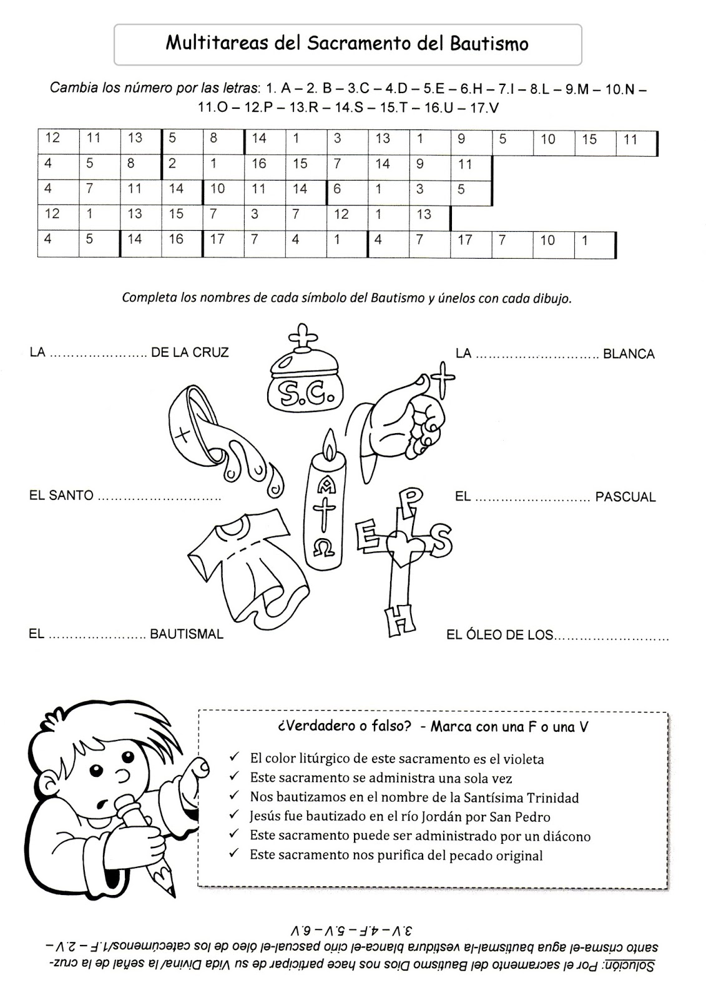 Multitareas del Sacramento del Bautismo
Cambia los número por las letras: 1. A – 2. B – 3.C – 4.D – 5.E – 6.H – 7.I – 8.L – 9.M – 10.N –
11.O – 12.P – 13.R – 14.S – 15.T – 16.U – 17.V
12 11 13 5 8 14 1 3 13 1 9 5 10 15 11
4 5 8 2 1 16 15 7 14 9 11
4 7 11 14 10 11 14 6 1 3 5
12 1 13 15 7 3 7 12 1 13
4 5 14 16 17 7 4 1 4 7 17 7 10 1
Completa los nombres de cada símbolo del Bautismo y únelos con cada dibujo.
LA ........................ DE LA CRUZ
LA .............................. BLANCA
S.C.
EL SANTO ..............................
EL ............................ PASCUAL
A
Ω
P
E S
H
EL ........................ BAUTISMAL
EL ÓLEO DE LOS............................
¿Verdadero o falso? - Marca con una F o una V
✓ El color litúrgico de este sacramento es el violeta
✓ Este sacramento se administra una sola vez
✓ Nos bautizamos en el nombre de la Santísima Trinidad
✓ Jesús fue bautizado en el río Jordán por San Pedro
✓ Este sacramento puede ser administrado por un diácono
✓ Este sacramento nos purifica del pecado original
Solución: Por el sacramento del Bautismo Dios nos hace participar de su Vida Divina/ la señal de la cruz-
santo crisma-el agua bautismal-la vestidura blanca-el cirio pascual-el óleo de los catecúmenos/1.F – 2.V –
3.V – 4.F – 5.V – 6.V